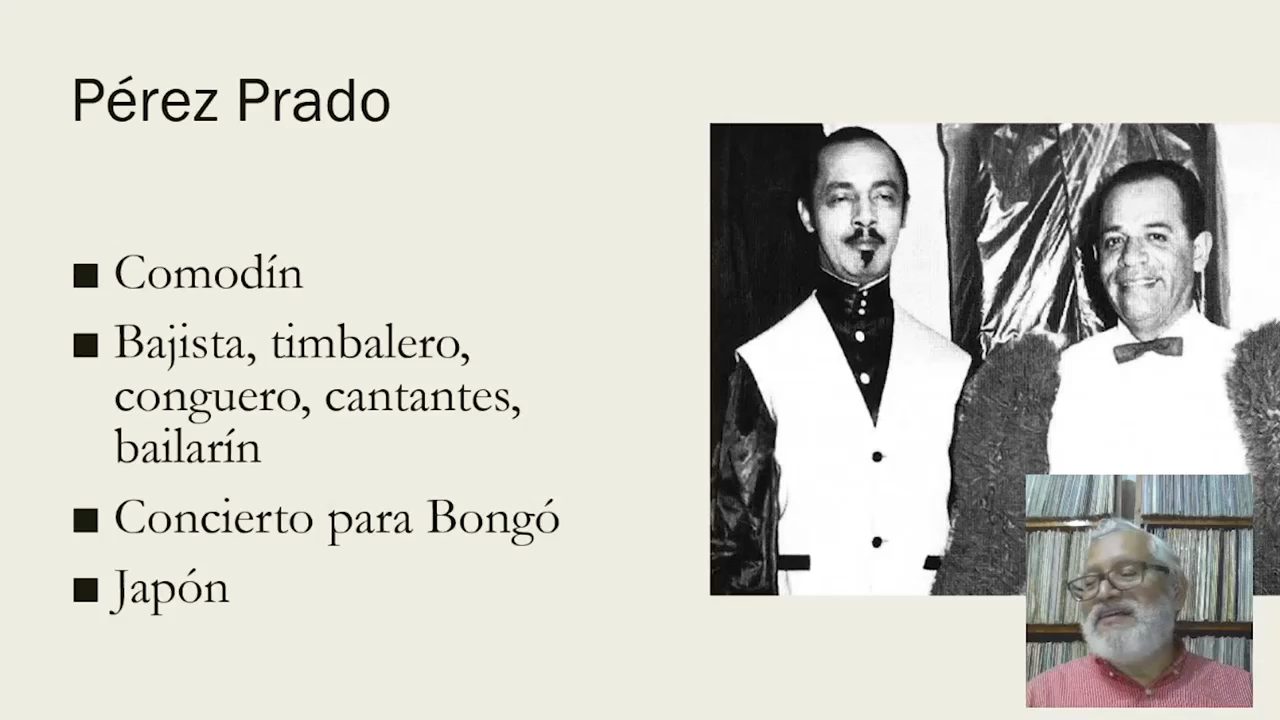 Pérez Prado
Comodín
Bajista, timbalero,
conguero, cantantes,
bailarín
Concierto para Bongó
Japón